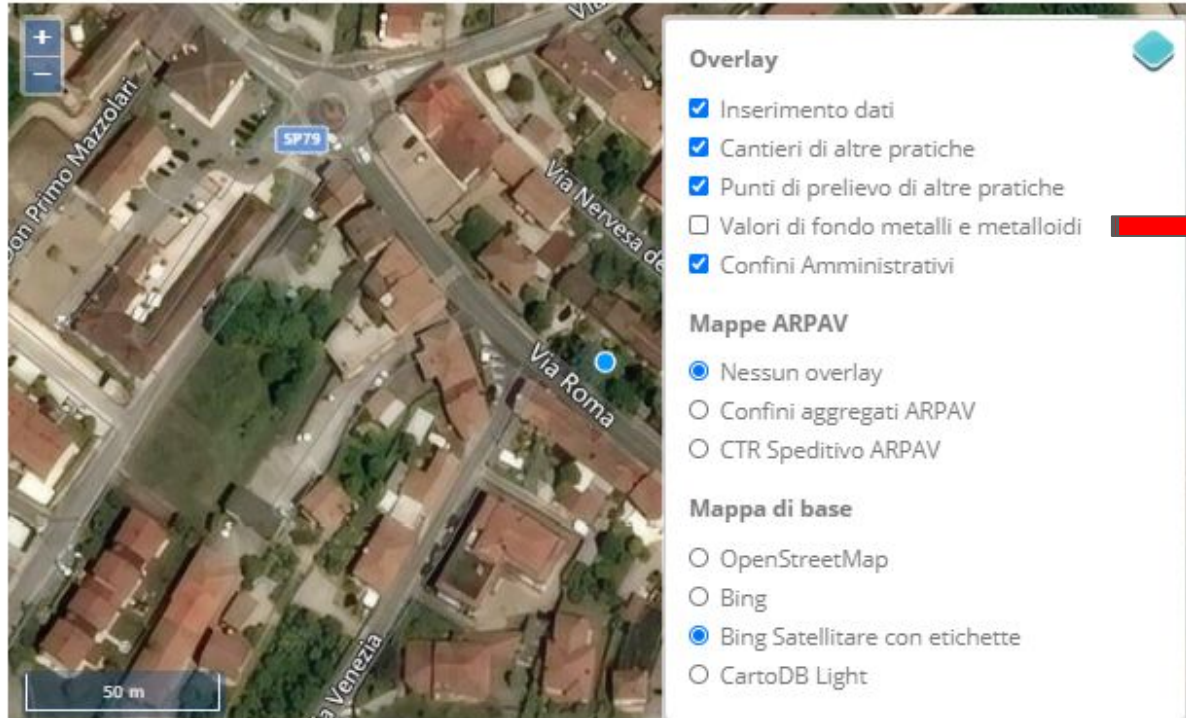 +
−
Via
Don Primo Mazzolari
SP79
Via Nervesa de
Via Roma
Venezia
50 m
Overlay
Inserimento dati
Cantieri di altre pratiche
Punti di prelievo di altre pratiche
Valori di fondo metalli e metalloidi
Confini Amministrativi
Mappe ARPAV
Nessun overlay
Confini aggregati ARPAV
CTR Speditivo ARPAV
Mappa di base
OpenStreetMap
Bing
Bing Satellitare con etichette
CartoDB Light